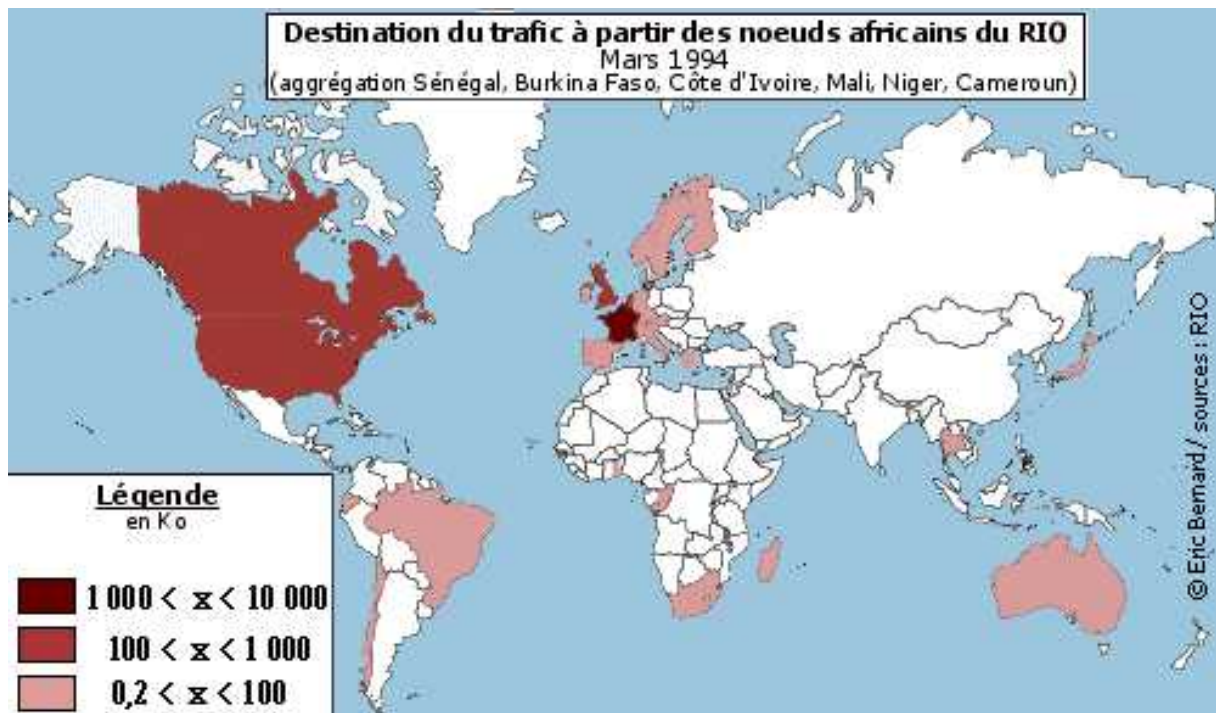 Destination du trafic à partir des noeuds africains du RIO
Mars 1994
(aggrégation Sénégal, Burkina Faso, Côte d'Ivoire, Mali, Niger, Cameroun)
© Eric Bernard / sources : RIO
Légende
en Ko
1 000 < x < 10 000
100 < x < 1 000
0,2 < x < 100